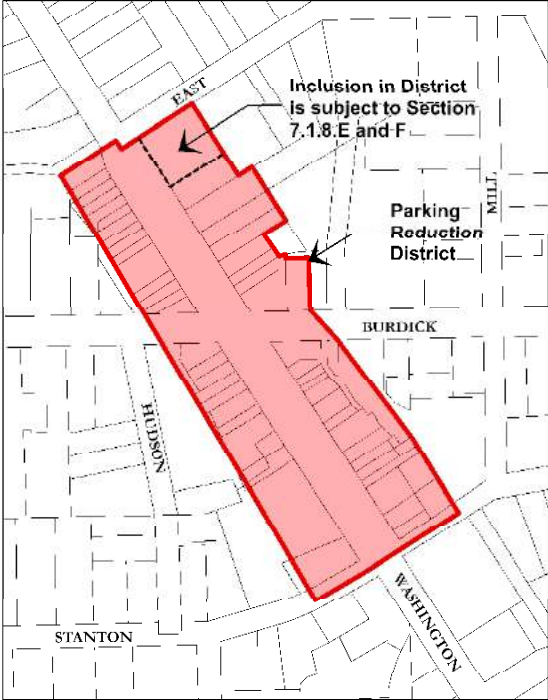 EAST
Inclusion in District
is subject to Section
7.1.8.E and F
MILL
Parking
Reduction
District
BURDICK
HUDSON
WASHINGTON
STANTON